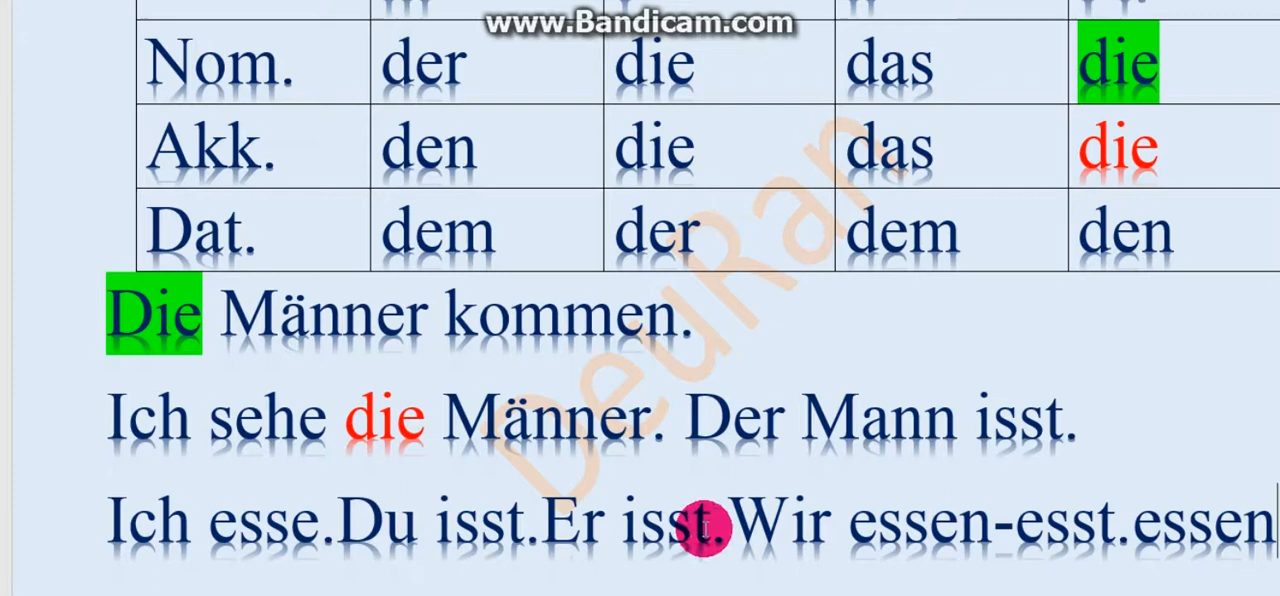 www.Bandicam.com
Nom. der die das die
Akk. den die das die
Dat. dem der dem den
Die Männer kommen.
Ich sehe die Männer. Der Mann isst.
Ich esse.Du isst.Er isst.Wir essen-esst.essen
DeuRan